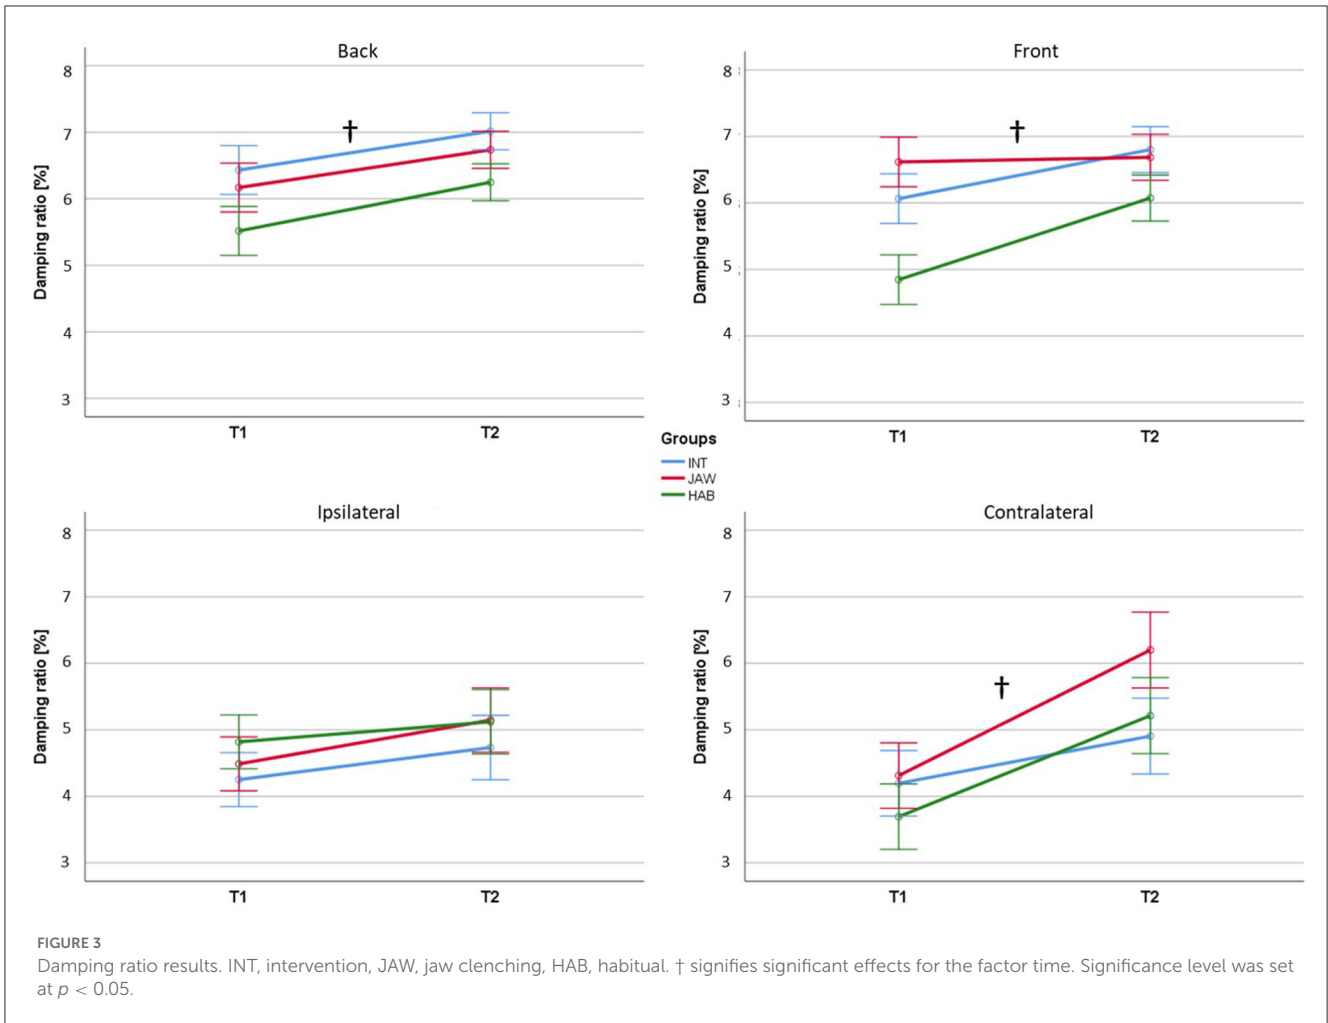 Back
8
7
6
5
4
3
Damping ratio [%]
†
T1 T2
Front
8
7
6
5
4
3
Damping ratio [%]
†
T1 T2
Groups
INT
JAW
HAB
Ipsilateral
8
7
6
5
4
3
Damping ratio [%]
T1 T2
Contralateral
8
7
6
5
4
3
Damping ratio [%]
†
T1 T2
FIGURE 3
Damping ratio results. INT, intervention, JAW, jaw clenching, HAB, habitual. † signifies significant effects for the factor time. Significance level was set
at p < 0.05.